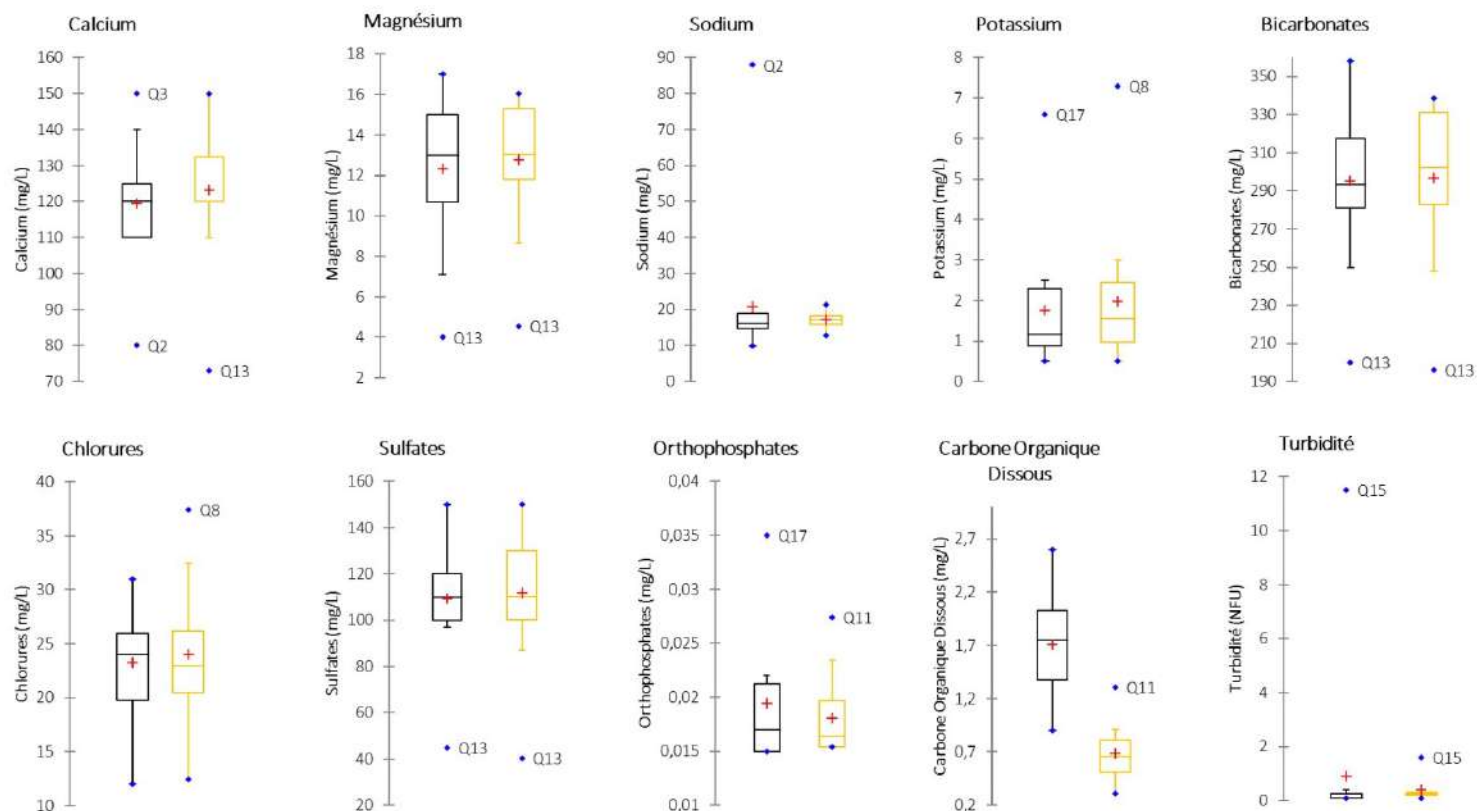 Calcium
Calcium (mg/L)
160
150
140
130
120
110
100
90
80
70
Q3
Q2
Q13
Magnésium
Magnésium (mg/L)
18
16
14
12
10
8
6
4
2
Q13
Q13
Sodium
Sodium (mg/L)
90
80
70
60
50
40
30
20
10
0
Q2
Potassium
Potassium (mg/L)
8
7
6
5
4
3
2
1
0
Q17
Q8
Bicarbonates
Bicarbonates (mg/L)
350
330
310
290
270
250
230
210
190
Q13
Q13
Chlorures
Chlorures (mg/L)
40
35
30
25
20
15
10
Q8
Sulfates
Sulfates (mg/L)
160
140
120
100
80
60
40
20
Q13
Q13
Orthophosphates
Orthophosphates (mg/L)
0,04
0,035
0,03
0,025
0,02
0,015
0,01
Q17
Q11
Carbone Organique
Dissous
Carbone Organique Dissous (mg/L)
2,7
2,2
1,7
1,2
0,7
0,2
Q11
Turbidité
Turbidité (NFU)
12
10
8
6
4
2
0
Q15
Q15